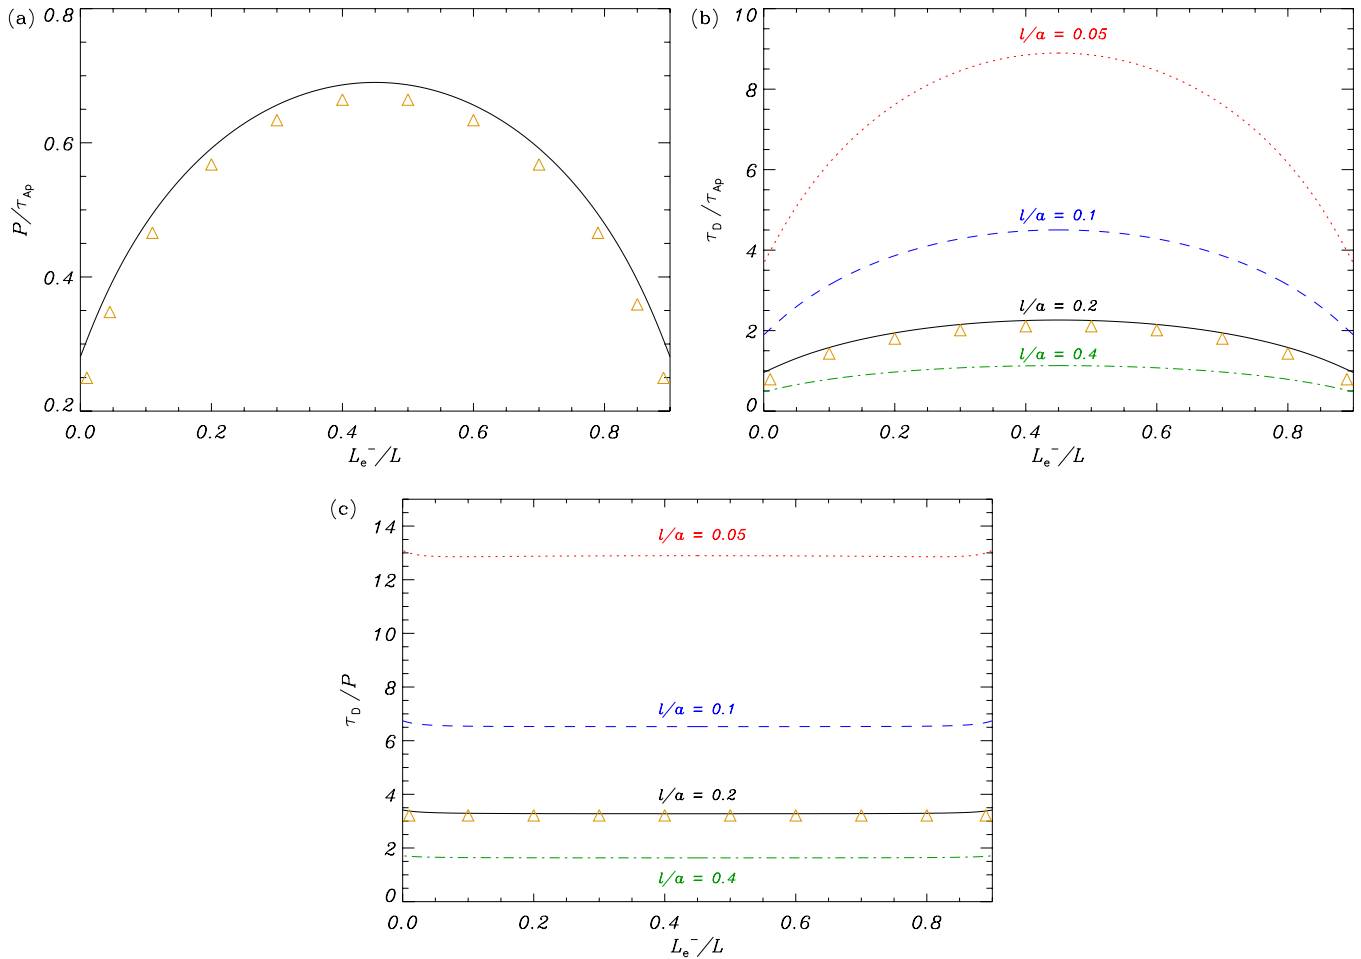 (a)
0.8
0.6
0.4
0.2
P/τAp
0.0 0.2 0.4 0.6 0.8
Le⁻/L
(b)
10
8
6
4
2
0
τD/τAp
l/a = 0.05
l/a = 0.1
l/a = 0.2
l/a = 0.4
0.0 0.2 0.4 0.6 0.8
Le⁻/L
(c)
14
12
10
8
6
4
2
0
τD/P
l/a = 0.05
l/a = 0.1
l/a = 0.2
l/a = 0.4
0.0 0.2 0.4 0.6 0.8
Le⁻/L